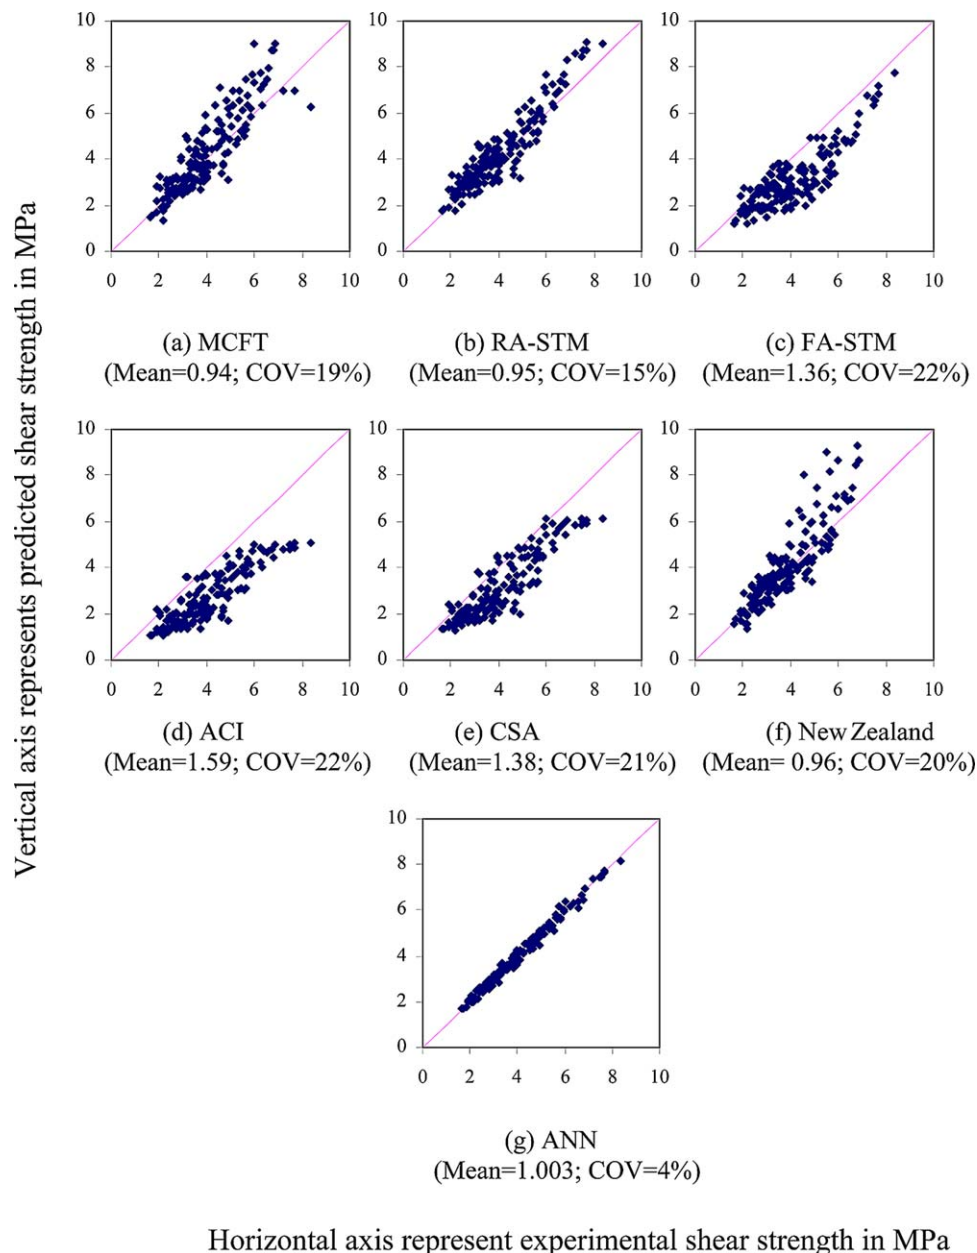 Vertical axis represents predicted shear strength in MPa
10
8
6
4
2
0
0 2 4 6 8 10
(a) MCFT
(Mean=0.94; COV=19%)
10
8
6
4
2
0
0 2 4 6 8 10
(b) RA-STM
(Mean=0.95; COV=15%)
10
8
6
4
2
0
0 2 4 6 8 10
(c) FA-STM
(Mean=1.36; COV=22%)
10
8
6
4
2
0
0 2 4 6 8 10
(d) ACI
(Mean=1.59; COV=22%)
10
8
6
4
2
0
0 2 4 6 8 10
(e) CSA
(Mean=1.38; COV=21%)
10
8
6
4
2
0
0 2 4 6 8 10
(f) New Zealand
(Mean= 0.96; COV=20%)
10
8
6
4
2
0
0 2 4 6 8 10
(g) ANN
(Mean=1.003; COV=4%)
Horizontal axis represent experimental shear strength in MPa